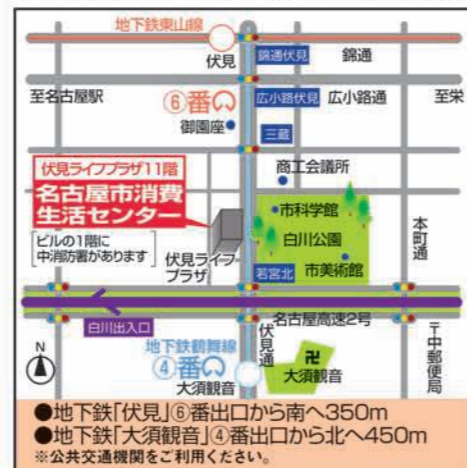 地下鉄東山線
伏見
錦通伏見
錦通
至名古屋駅
⑥番
広小路伏見
広小路通
至栄
御園座
三蔵
商工会議所
伏見ライフプラザ11階
名古屋市消費
生活センター
ビルの1階に
中消防署があります
市科学館
白川公園
伏見ライフ
プラザ
若宮北
市美術館
本町通
名古屋高速2号
白川出入口
伏見通
地下鉄鶴舞線
④番
大須観音
卍
大須観音
〒中郵便局
N
●地下鉄「伏見」⑥番出口から南へ350m
●地下鉄「大須観音」④番出口から北へ450m
※公共交通機関をご利用ください。